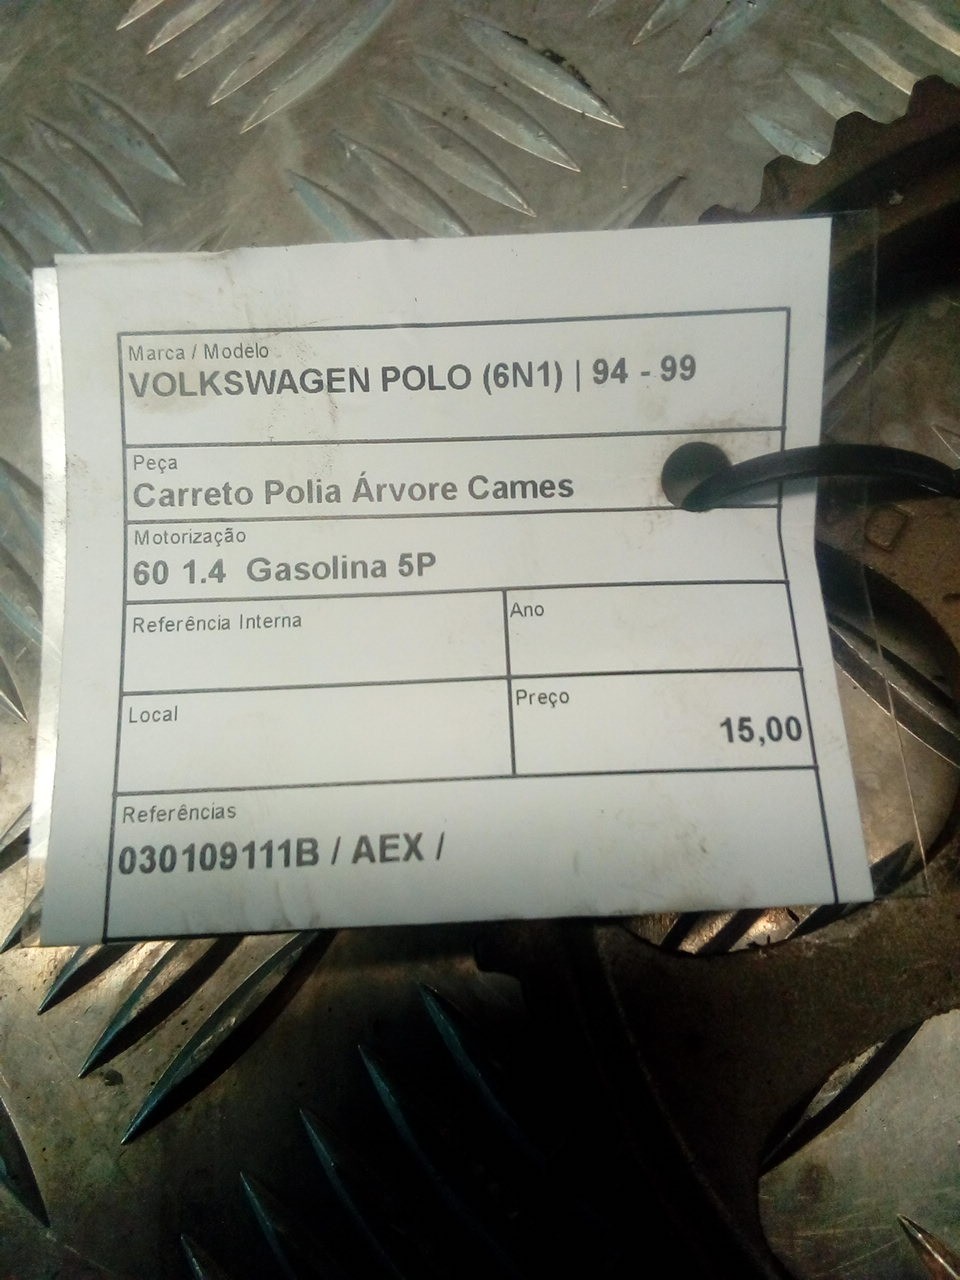 Marca / Modelo
VOLKSWAGEN POLO (6N1) | 94 - 99
Peça
Carreto Polia Árvore Cames
Motorização
60 1.4 Gasolina 5P
Referência Interna
Ano
Local
Preço
15,00
Referências
030109111B / AEX /